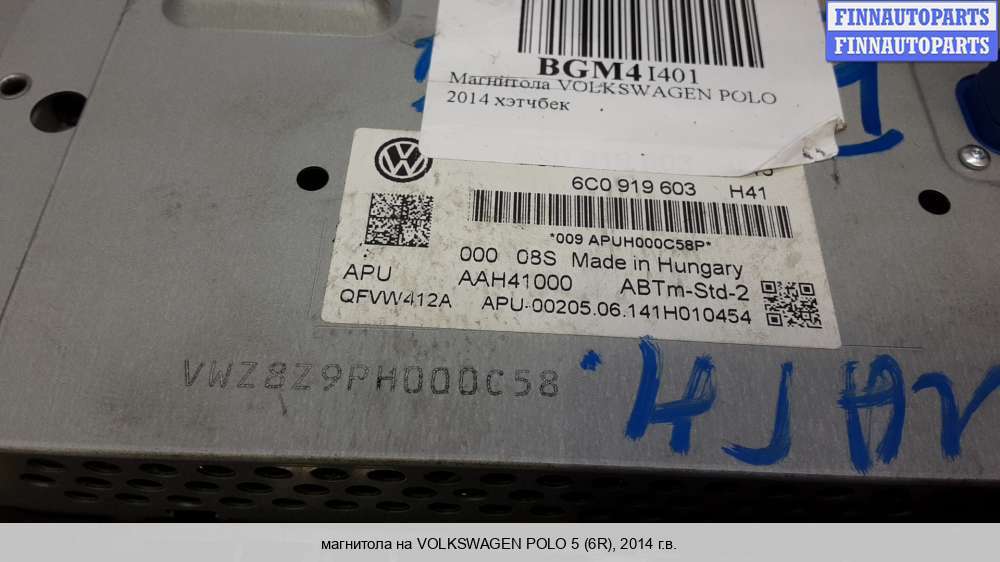 FINNAUTOPARTS
FINNAUTOPARTS
BGM4I401
Магнитола VOLKSWAGEN POLO
2014 хэтчбек
6C0 919 603 H41
*009 APUH000C58P*
000 08S Made in Hungary
APU AAH41000 ABTm-Std-2
QFVW412A APU-00205.06.141H010454
VWZ8Z9PH000C58
магнитола на VOLKSWAGEN POLO 5 (6R), 2014 г.в.